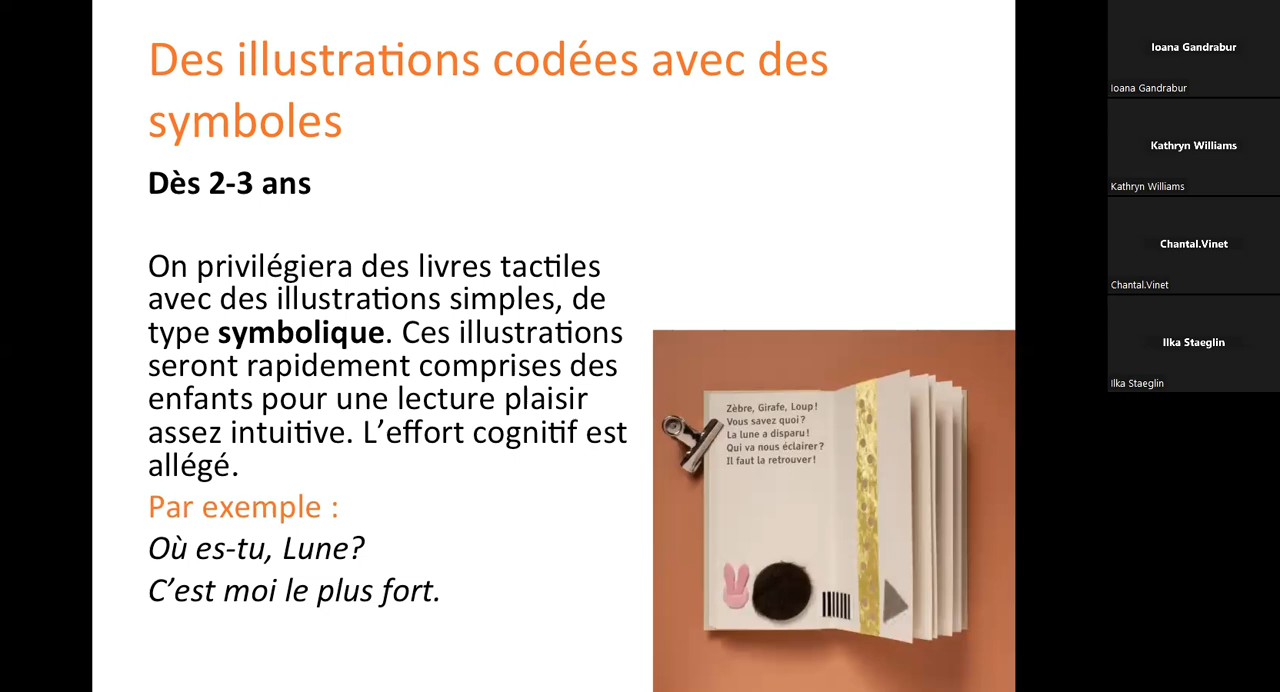 Des illustrations codées avec des
symboles
Dès 2-3 ans
On privilégiera des livres tactiles
avec des illustrations simples, de
type symbolique. Ces illustrations
seront rapidement comprises des
enfants pour une lecture plaisir
assez intuitive. L’effort cognitif est
allégé.
Par exemple :
Où es-tu, Lune?
C’est moi le plus fort.
Zèbre, Girafe, Loup!
Vous savez quoi?
La lune a disparu!
Qui va nous éclairer?
Il faut la retrouver!
Ioana Gandrabur
Ioana Gandrabur
Kathryn Williams
Kathryn Williams
Chantal.Vinet
Chantal.Vinet
Ilka Staeglin
Ilka Staeglin